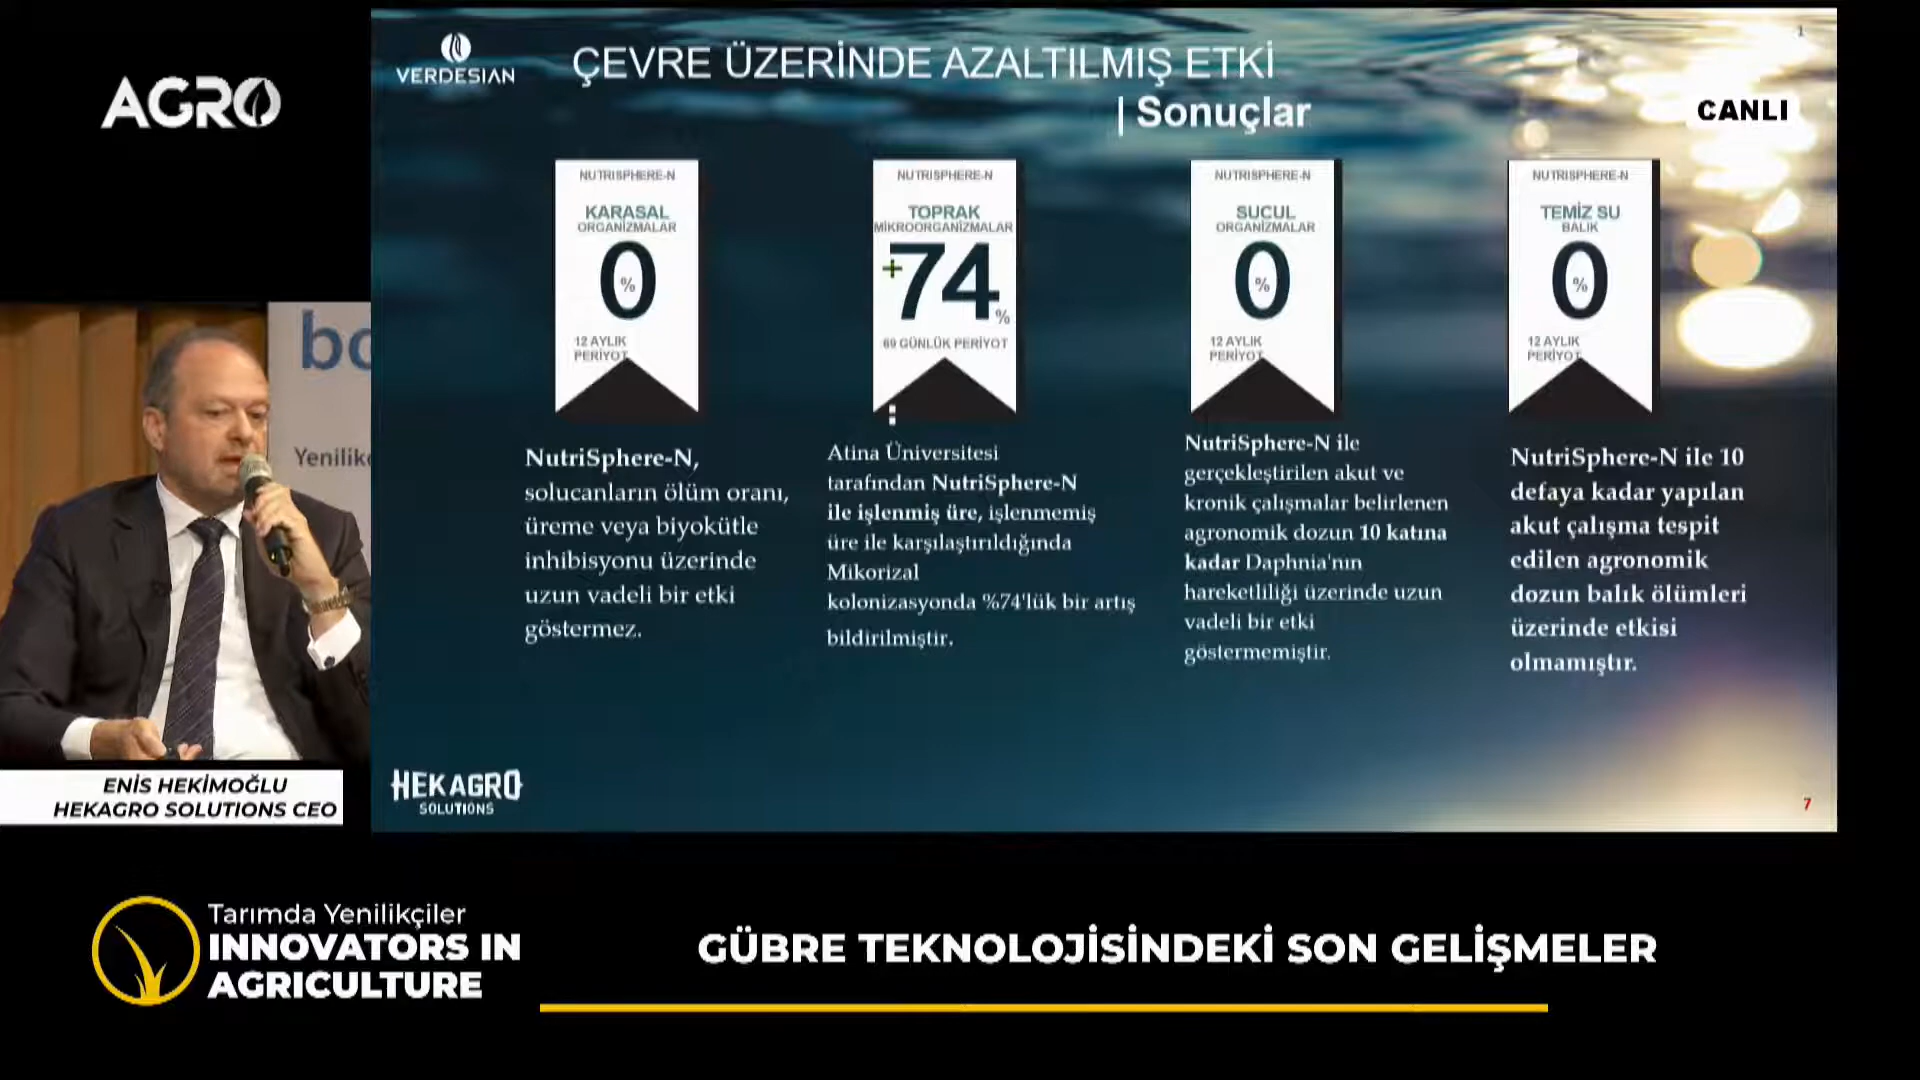 AGRO
VERDESIAN
ÇEVRE ÜZERİNDE AZALTILMIŞ ETKİ
| Sonuçlar
1
CANLI
NUTRISPHERE-N
KARASAL
ORGANİZMALAR
0
%
12 AYLIK
PERİYOT
NUTRISPHERE-N
TOPRAK
MİKROORGANİZMALAR
+74
%
69 GÜNLÜK PERİYOT
NUTRISPHERE-N
SUCUL
ORGANİZMALAR
0
%
12 AYLIK
PERİYOT
NUTRISPHERE-N
TEMİZ SU
BALIK
0
%
12 AYLIK
PERİYOT
NutriSphere-N,
solucanların ölüm oranı,
üreme veya biyokütle
inhibisyonu üzerinde
uzun vadeli bir etki
göstermez.
:
Atina Üniversitesi
tarafından NutriSphere-N
ile işlenmiş üre, işlenmemiş
üre ile karşılaştırıldığında
Mikorizal
kolonizasyonda %74'lük bir artış
bildirilmiştir.
NutriSphere-N ile
gerçekleştirilen akut ve
kronik çalışmalar belirlenen
agronomik dozun 10 katına
kadar Daphnia'nın
hareketliliği üzerinde uzun
vadeli bir etki
göstermemiştir.
NutriSphere-N ile 10
defaya kadar yapılan
akut çalışma tespit
edilen agronomik
dozun balık ölümleri
üzerinde etkisi
olmamıştır.
HEKAGRO
SOLUTIONS
7
Yenilik
ENİS HEKİMOĞLU
HEKAGRO SOLUTIONS CEO
Tarımda Yenilikçiler
INNOVATORS IN
AGRICULTURE
GÜBRE TEKNOLOJİSİNDEKİ SON GELİŞMELER